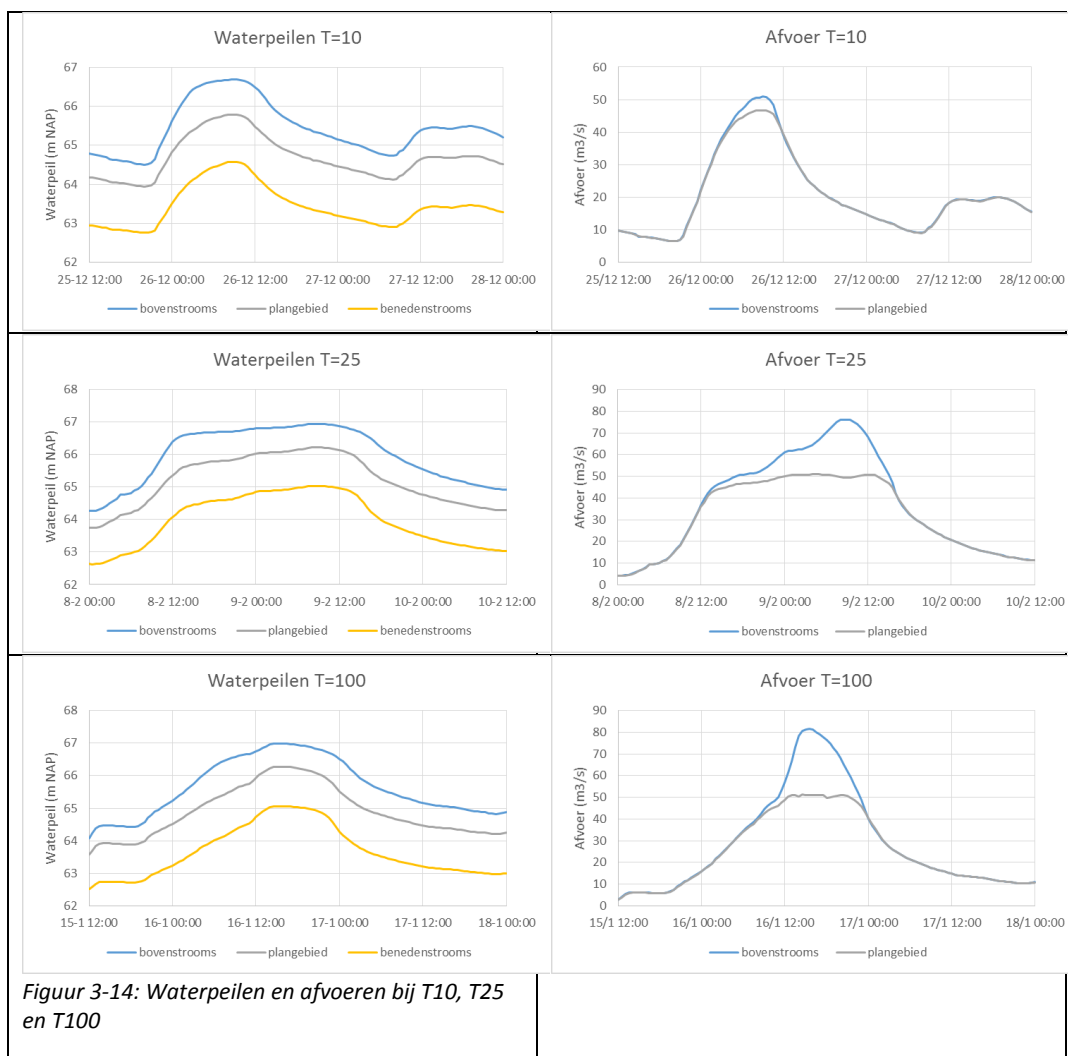 Waterpeilen T=10
Waterpeil (m NAP)
67
66
65
64
63
62
25-12 12:00 26-12 00:00 26-12 12:00 27-12 00:00 27-12 12:00 28-12 00:00
bovenstrooms plangebied benedenstrooms
Afvoer T=10
Afvoer (m3/s)
60
50
40
30
20
10
0
25/12 12:00 26/12 00:00 26/12 12:00 27/12 00:00 27/12 12:00 28/12 00:00
bovenstrooms plangebied
Waterpeilen T=25
Waterpeil (m NAP)
68
67
66
65
64
63
62
8-2 00:00 8-2 12:00 9-2 00:00 9-2 12:00 10-2 00:00 10-2 12:00
bovenstrooms plangebied benedenstrooms
Afvoer T=25
Afvoer (m3/s)
90
80
70
60
50
40
30
20
10
0
8/2 00:00 8/2 12:00 9/2 00:00 9/2 12:00 10/2 00:00 10/2 12:00
bovenstrooms plangebied
Waterpeilen T=100
Waterpeil (m NAP)
68
67
66
65
64
63
62
15-1 12:00 16-1 00:00 16-1 12:00 17-1 00:00 17-1 12:00 18-1 00:00
bovenstrooms plangebied benedenstrooms
Afvoer T=100
Afvoer (m3/s)
90
80
70
60
50
40
30
20
10
0
15/1 12:00 16/1 00:00 16/1 12:00 17/1 00:00 17/1 12:00 18/1 00:00
bovenstrooms plangebied
Figuur 3-14: Waterpeilen en afvoeren bij T10, T25
en T100